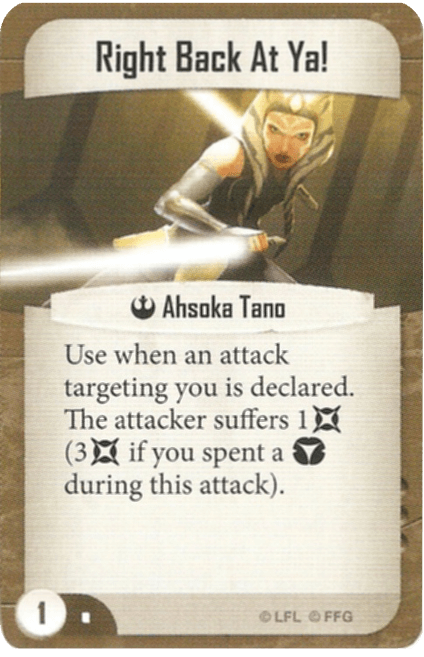 Right Back At Ya!
Ahsoka Tano
Use when an attack
targeting you is declared.
The attacker suffers 1
(3 if you spent a
during this attack).
1
© LFL © FFG